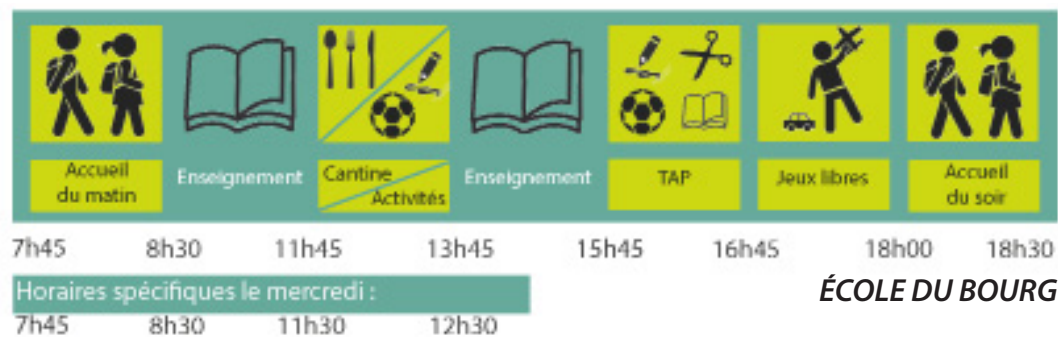 Accueil du matin
Enseignement
Cantine Activités
Enseignement
TAP
Jeux libres
Accueil du soir
7h45 8h30 11h45 13h45 15h45 16h45 18h00 18h30
Horaires spécifiques le mercredi :
ÉCOLE DU BOURG
7h45 8h30 11h30 12h30